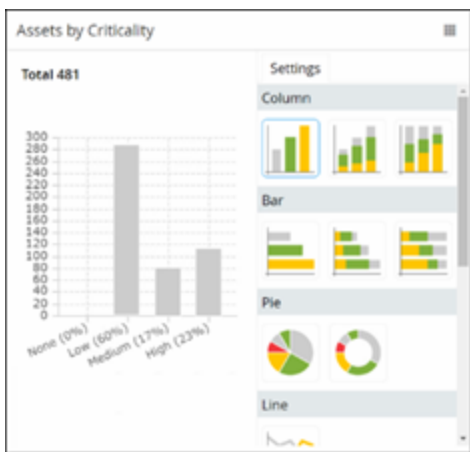 Assets by Criticality
Total 481
300
280
260
240
220
200
180
160
140
120
100
80
60
40
20
0
None (0%)
Low (60%)
Medium (17%)
High (23%)
Settings
Column
Bar
Pie
Line